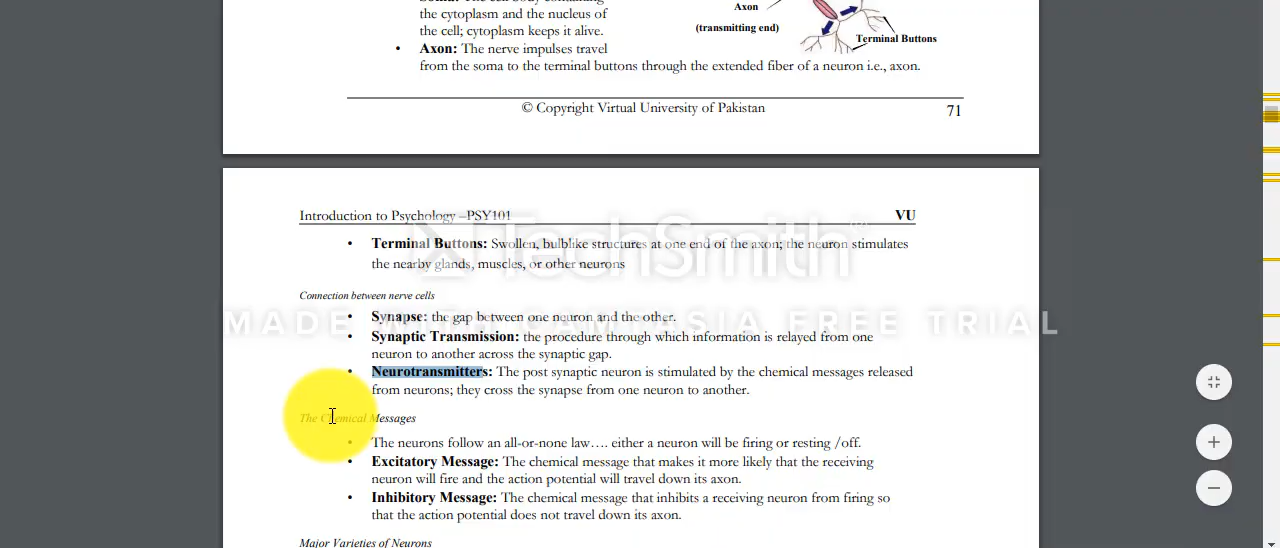 Soma: The cell body containing
the cytoplasm and the nucleus of
the cell; cytoplasm keeps it alive.
• Axon: The nerve impulses travel
from the soma to the terminal buttons through the extended fiber of a neuron i.e., axon.
Axon
(transmitting end)
Terminal Buttons
© Copyright Virtual University of Pakistan 71
Introduction to Psychology –PSY101 VU
• Terminal Buttons: Swollen, bulblike structures at one end of the axon; the neuron stimulates
the nearby glands, muscles, or other neurons
TechSmith
Connection between nerve cells
• Synapse: the gap between one neuron and the other.
MADE WITH CAMTASIA FREE TRIAL
• Synaptic Transmission: the procedure through which information is relayed from one
neuron to another across the synaptic gap.
• Neurotransmitters: The post synaptic neuron is stimulated by the chemical messages released
from neurons; they cross the synapse from one neuron to another.
The Chemical Messages
• The neurons follow an all-or-none law…. either a neuron will be firing or resting /off.
• Excitatory Message: The chemical message that makes it more likely that the receiving
neuron will fire and the action potential will travel down its axon.
• Inhibitory Message: The chemical message that inhibits a receiving neuron from firing so
that the action potential does not travel down its axon.
Major Varieties of Neurons